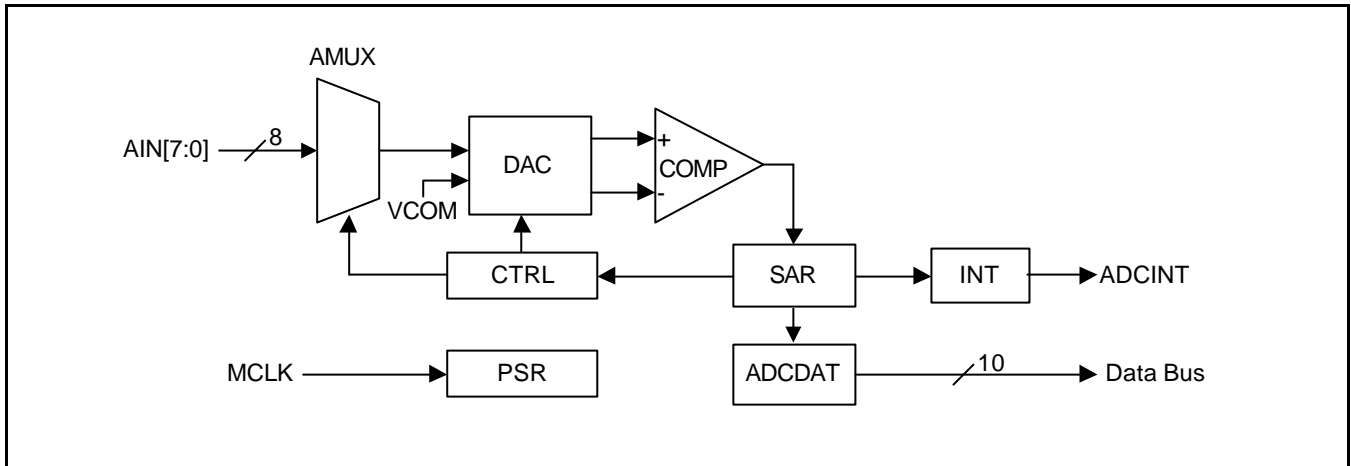 AMUX
AIN[7:0]
8
DAC
+
COMP
-
VCOM
CTRL
SAR
INT
ADCINT
MCLK
PSR
ADCDAT
10
Data Bus